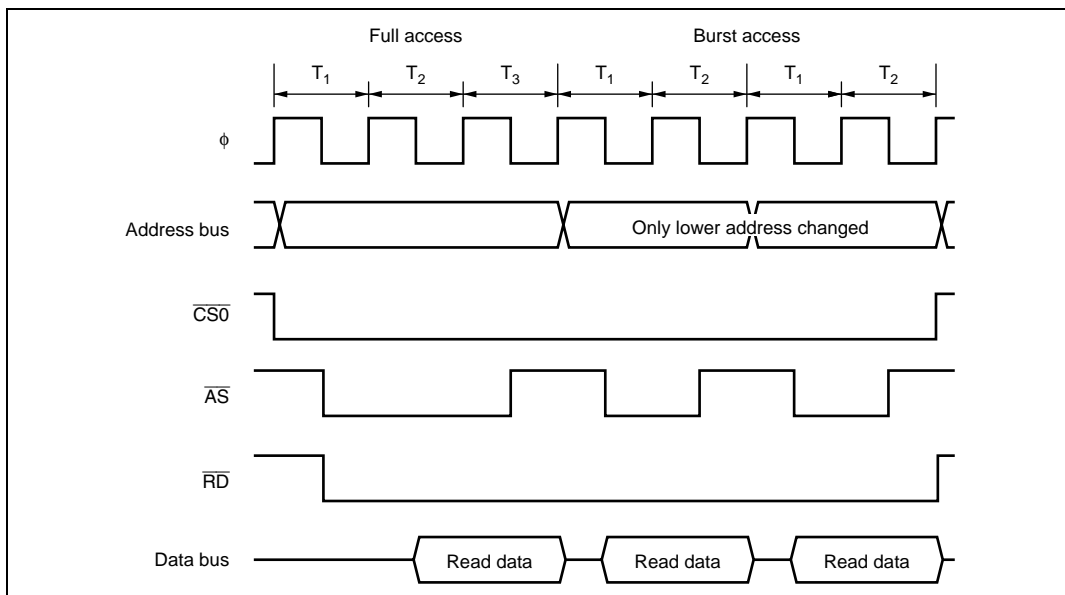 Full access Burst access
T1 T2 T3 T1 T2 T1 T2
φ
Address bus Only lower address changed
CS0
AS
RD
Data bus Read data Read data Read data